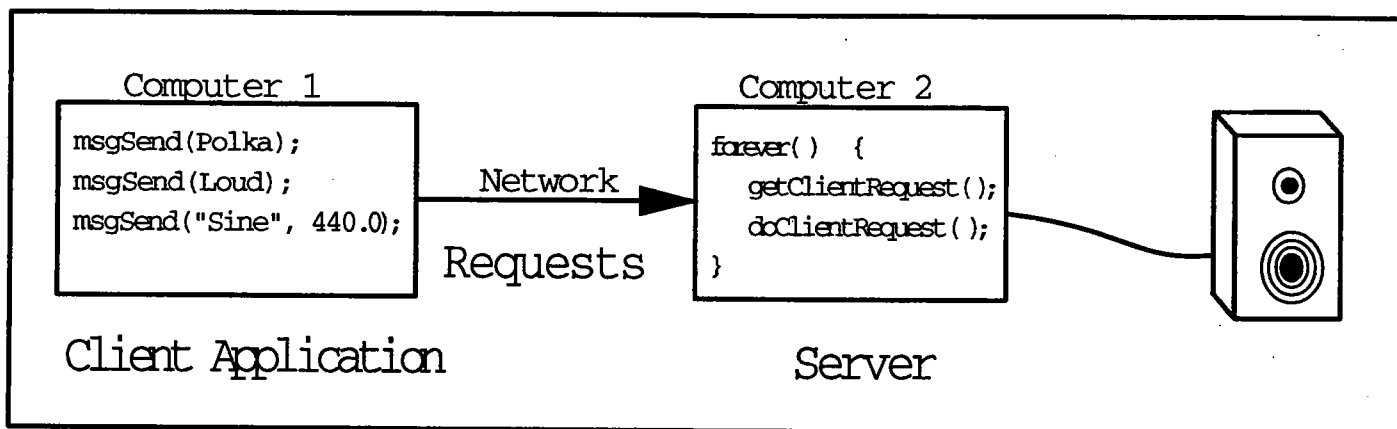 Computer 1
msgSend(Polka);
msgSend(Loud);
msgSend("Sine", 440.0);
Client Application
Network
Requests
Computer 2
forever() {
getClientRequest();
doClientRequest();
}
Server